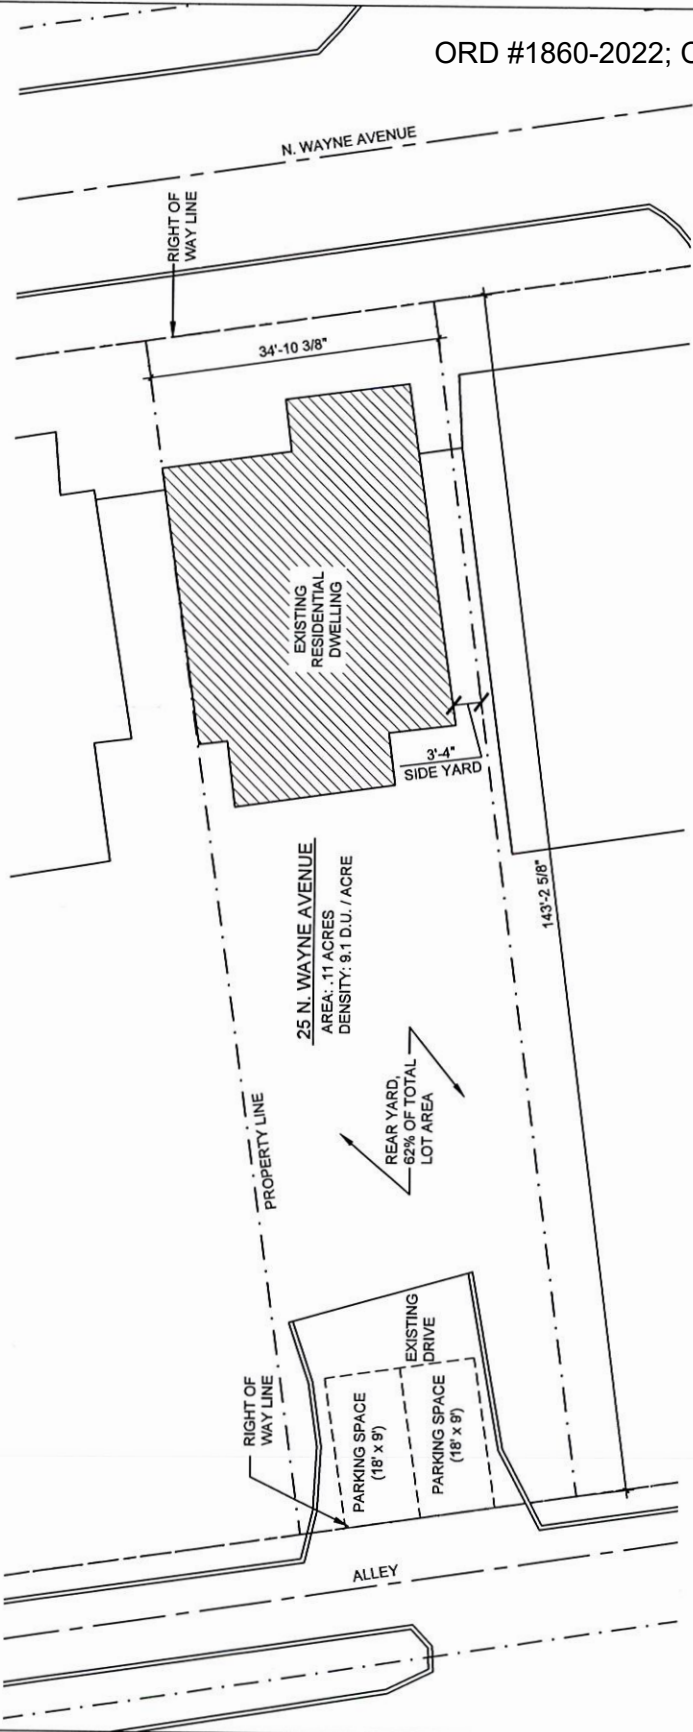 ORD #1860-2022; C
N. WAYNE AVENUE
RIGHT OF
WAY LINE
34'-10 3/8"
EXISTING
RESIDENTIAL
DWELLING
3'-4"
SIDE YARD
25 N. WAYNE AVENUE
AREA: .11 ACRES
DENSITY: 9.1 D.U. / ACRE
143'-2 5/8"
REAR YARD,
62% OF TOTAL
LOT AREA
PROPERTY LINE
EXISTING
DRIVE
RIGHT OF
WAY LINE
PARKING SPACE
(18' x 9')
PARKING SPACE
(18' x 9')
ALLEY